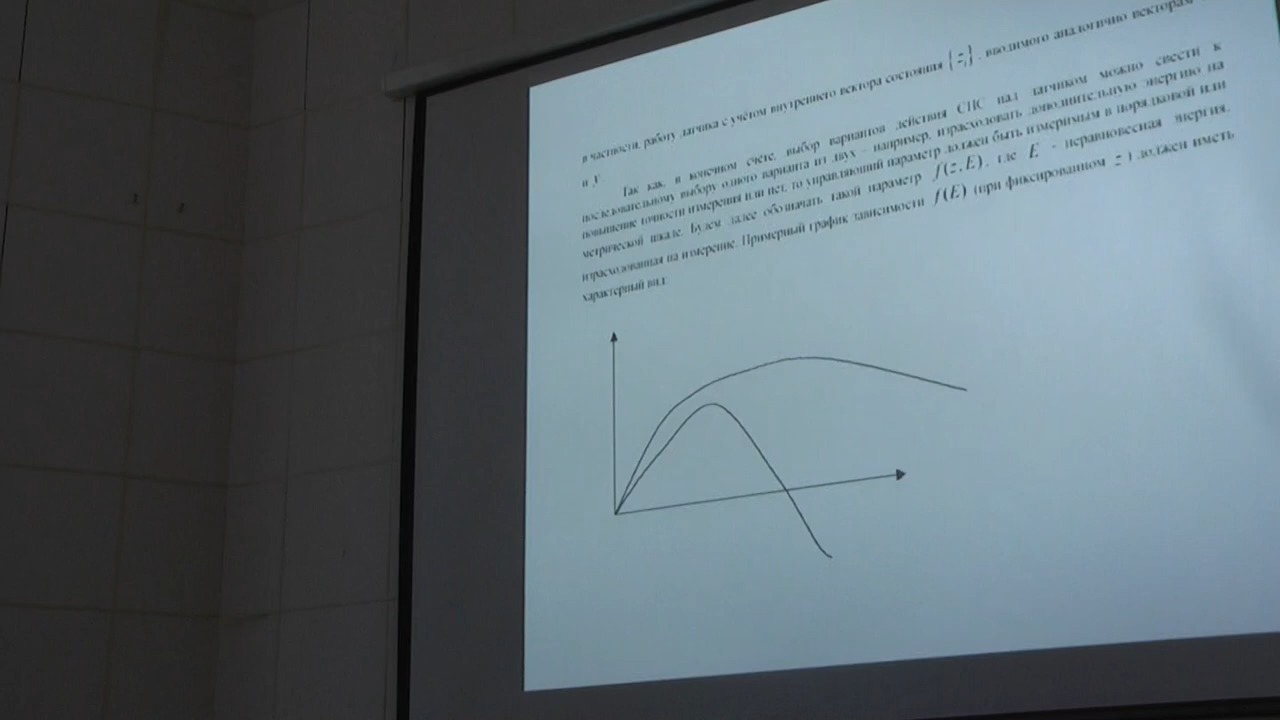 в частности, работу датчика с учётом внутреннего вектора состояния {zᵢ}, вводимого аналогично векторам
и y
Так как, в конечном счете, выбор вариантов действия СПС над датчиком можно свести к
последовательному выбору одного варианта из двух – например, израсходовать дополнительную энергию на
повышение точности измерения или нет, то управляющий параметр должен быть измеримым в порядковой или
метрической шкале. Будем далее обозначать такой параметр f(z,E), где E - неравновесная энергия,
израсходованная на измерение. Примерный график зависимости f(E) (при фиксированном z) должен иметь
характерный вид: